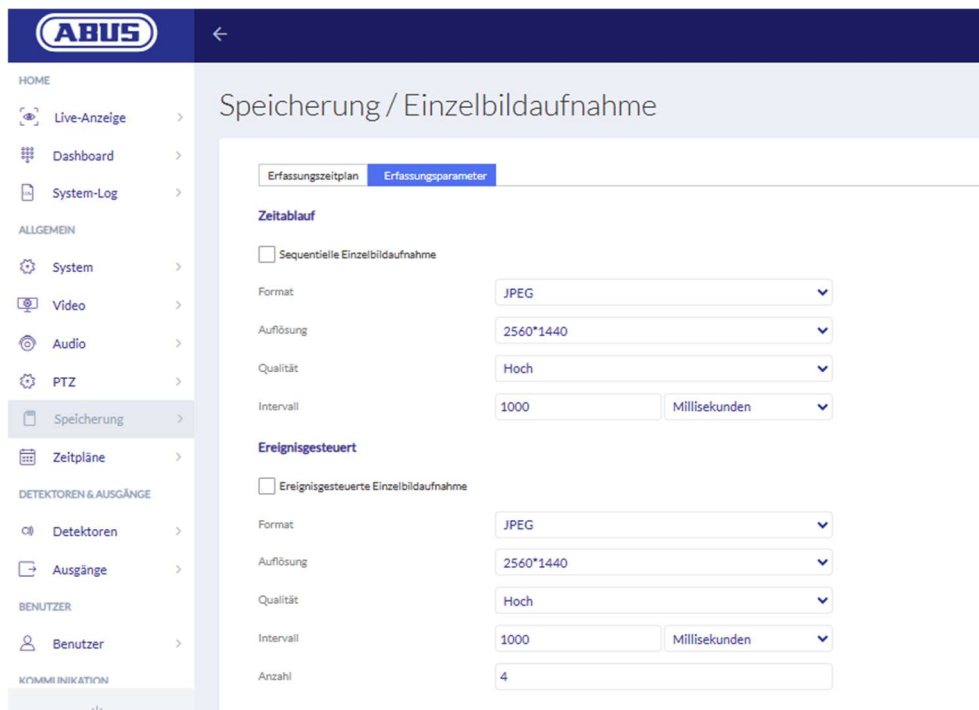 ABUS
HOME
Live-Anzeige
Dashboard
System-Log
ALLGEMEIN
System
Video
Audio
PTZ
Speicherung
Zeitpläne
DETEKTOREN & AUSGÄNGE
Detektoren
Ausgänge
BENUTZER
Benutzer
KOMMUNIKATION
Speicherung / Einzelbildaufnahme
Erfassungszeitplan Erfassungsparameter
Zeitablauf
Sequentielle Einzelbildaufnahme
Format JPEG
Auflösung 2560*1440
Qualität Hoch
Intervall 1000 Millisekunden
Ereignisgesteuert
Ereignisgesteuerte Einzelbildaufnahme
Format JPEG
Auflösung 2560*1440
Qualität Hoch
Intervall 1000 Millisekunden
Anzahl 4